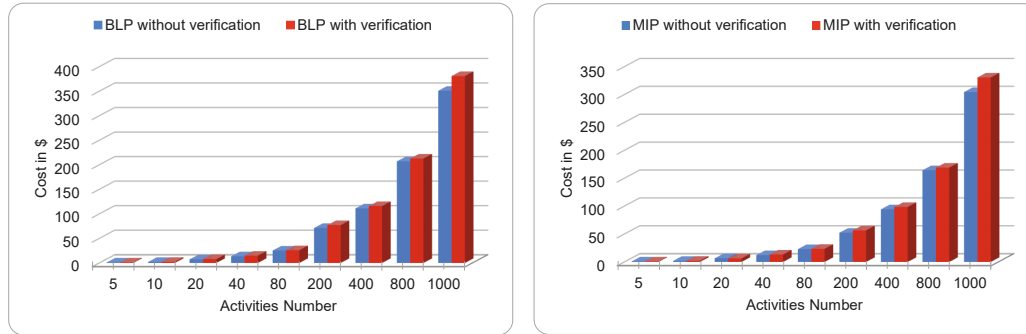 BLP without verification BLP with verification
400
350
300
250
200
150
100
50
0
Cost in $
5 10 20 40 80 200 400 800 1000
Activities Number
MIP without verification MIP with verification
350
300
250
200
150
100
50
0
Cost in $
5 10 20 40 80 200 400 800 1000
Activities Number